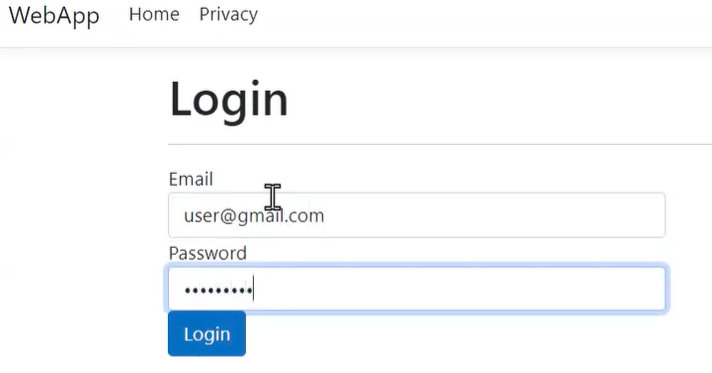 WebApp Home Privacy
Login
Email
user@gmail.com
Password
•••••••••
Login